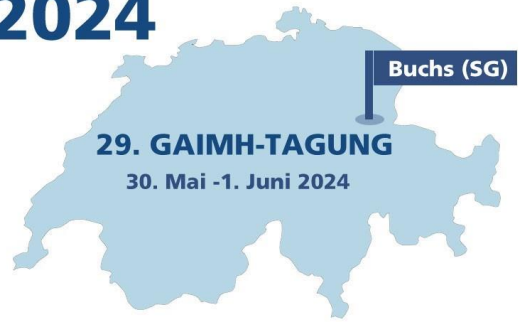 2024
Buchs (SG)
29. GAIMH-TAGUNG
30. Mai -1. Juni 2024